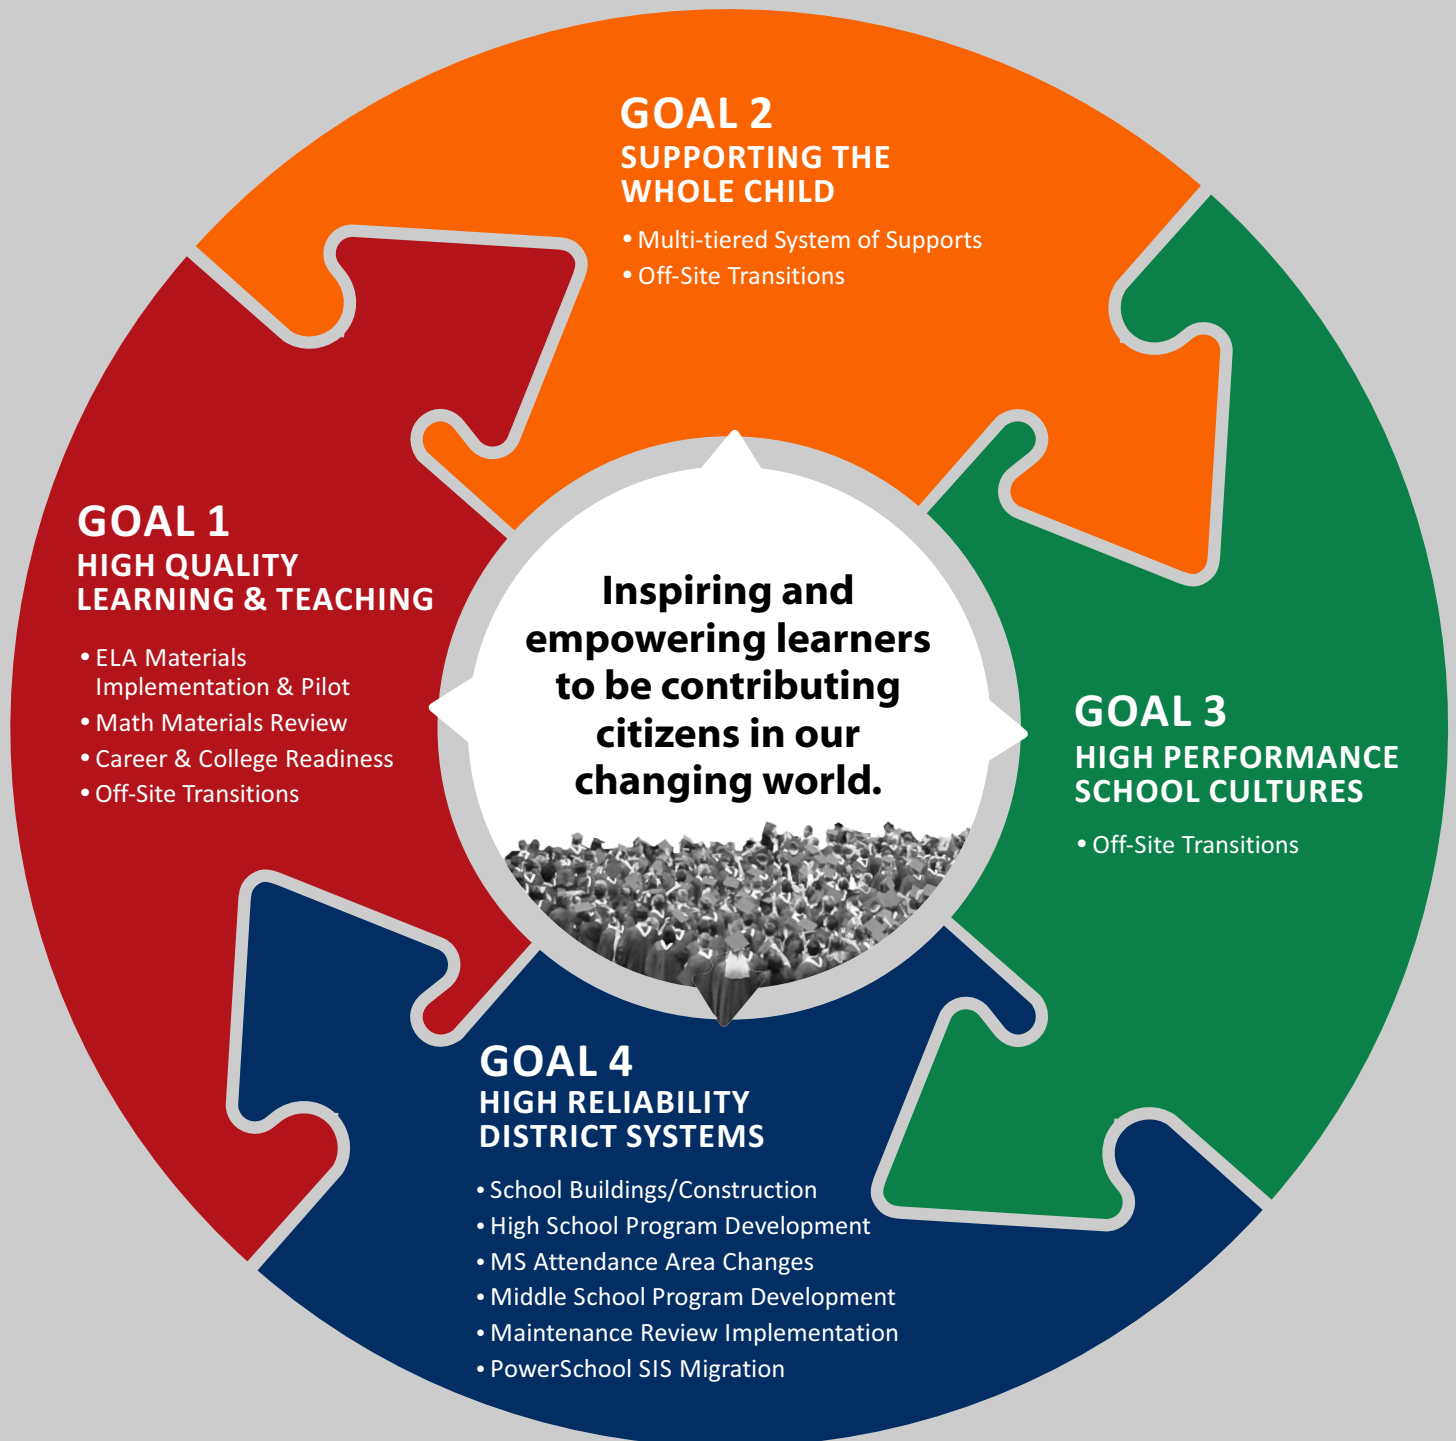 GOAL 2
SUPPORTING THE
WHOLE CHILD
• Multi-tiered System of Supports
• Off-Site Transitions
GOAL 1
HIGH QUALITY
LEARNING & TEACHING
• ELA Materials
Implementation & Pilot
• Math Materials Review
• Career & College Readiness
• Off-Site Transitions
Inspiring and
empowering learners
to be contributing
citizens in our
changing world.
GOAL 3
HIGH PERFORMANCE
SCHOOL CULTURES
• Off-Site Transitions
GOAL 4
HIGH RELIABILITY
DISTRICT SYSTEMS
• School Buildings/Construction
• High School Program Development
• MS Attendance Area Changes
• Middle School Program Development
• Maintenance Review Implementation
• PowerSchool SIS Migration